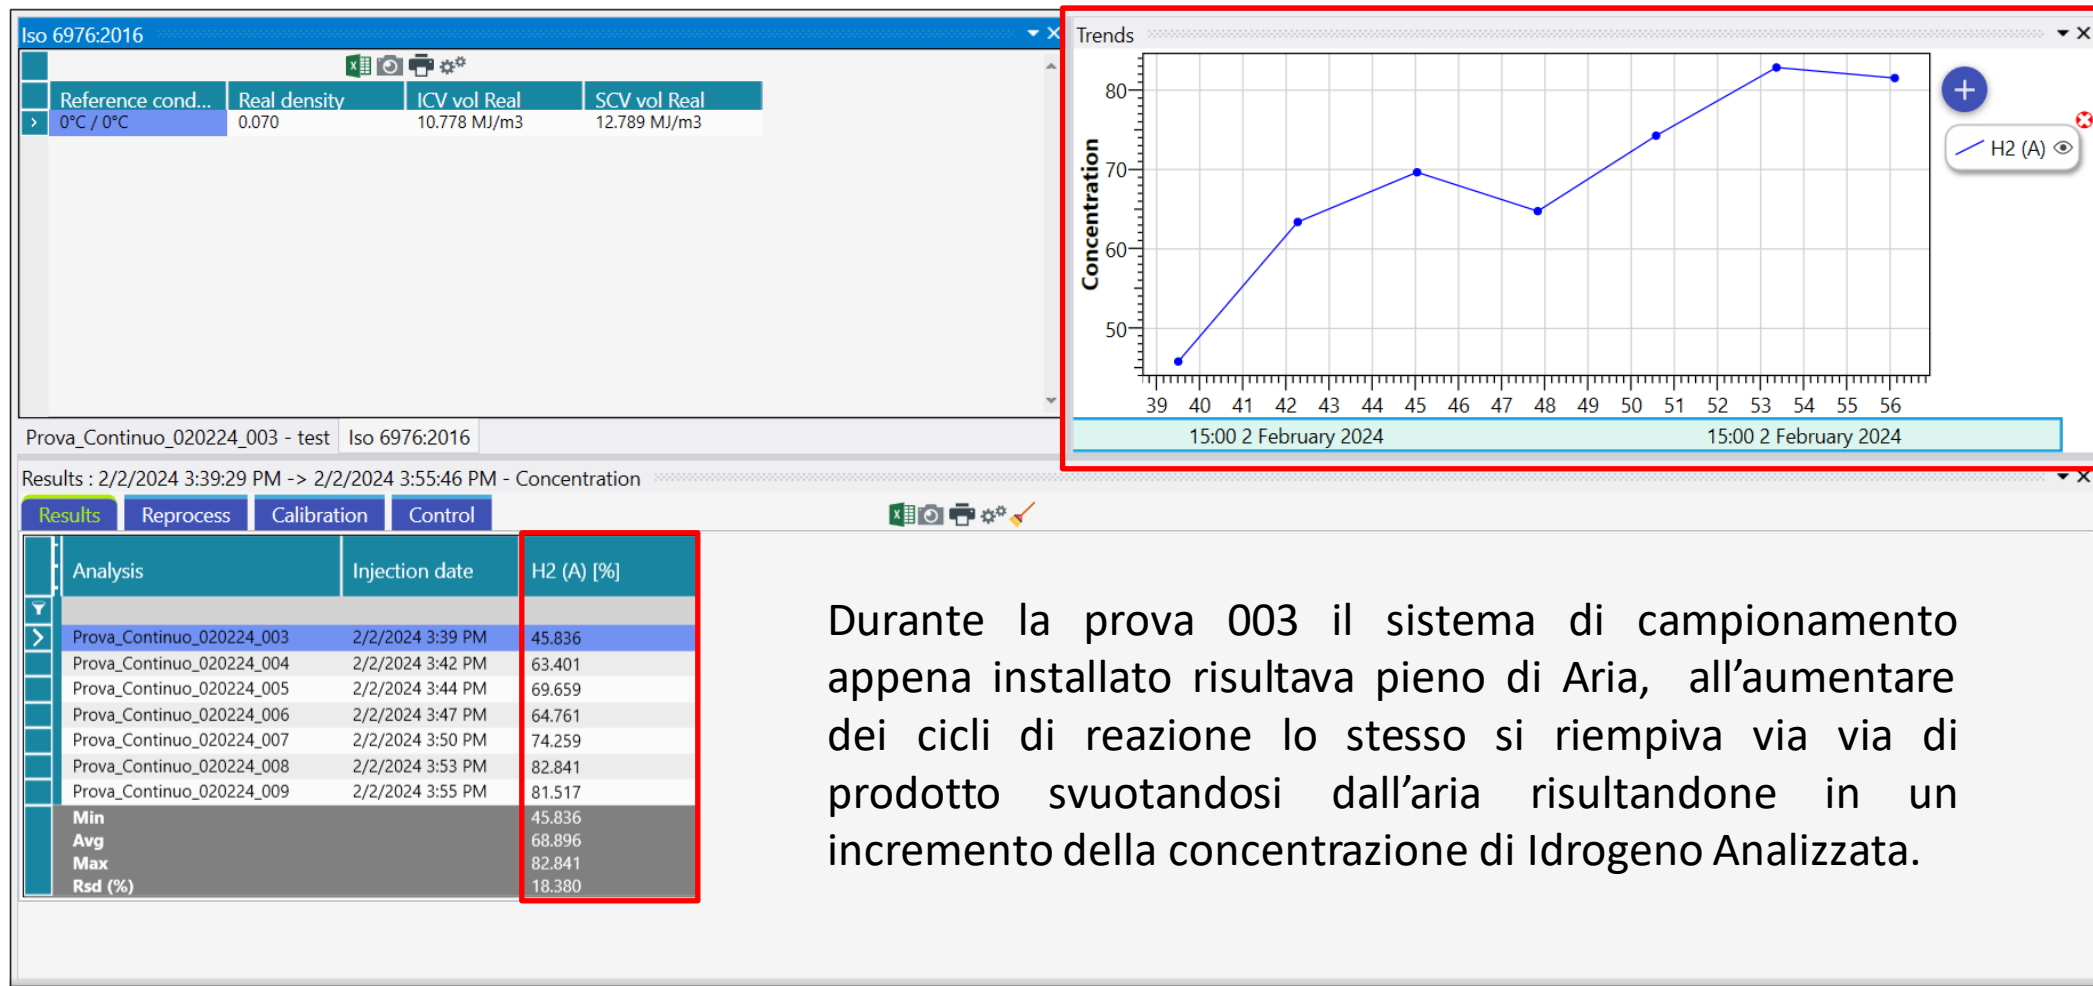 Iso 6976:2016
Reference cond... Real density ICV vol Real SCV vol Real
0°C / 0°C 0.070 10.778 MJ/m3 12.789 MJ/m3
Prova_Continuo_020224_003 - test Iso 6976:2016
Trends
Concentration
80
70
60
50
39 40 41 42 43 44 45 46 47 48 49 50 51 52 53 54 55 56
15:00 2 February 2024 15:00 2 February 2024
H2 (A)
Results : 2/2/2024 3:39:29 PM -> 2/2/2024 3:55:46 PM - Concentration
Results Reprocess Calibration Control
Analysis Injection date H2 (A) [%]
Prova_Continuo_020224_003 2/2/2024 3:39 PM 45.836
Prova_Continuo_020224_004 2/2/2024 3:42 PM 63.401
Prova_Continuo_020224_005 2/2/2024 3:44 PM 69.659
Prova_Continuo_020224_006 2/2/2024 3:47 PM 64.761
Prova_Continuo_020224_007 2/2/2024 3:50 PM 74.259
Prova_Continuo_020224_008 2/2/2024 3:53 PM 82.841
Prova_Continuo_020224_009 2/2/2024 3:55 PM 81.517
Min 45.836
Avg 68.896
Max 82.841
Rsd (%) 18.380
Durante la prova 003 il sistema di campionamento
appena installato risultava pieno di Aria, all’aumentare
dei cicli di reazione lo stesso si riempiva via via di
prodotto svuotandosi dall’aria risultandone in un
incremento della concentrazione di Idrogeno Analizzata.